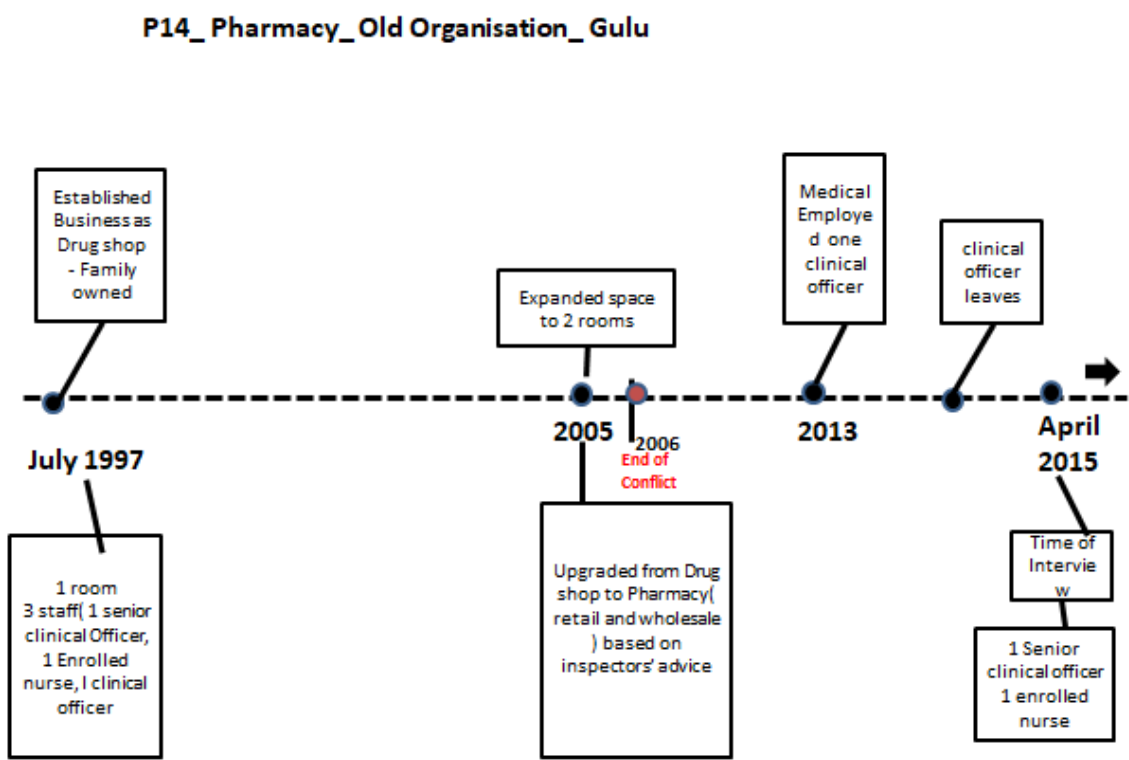 P14_ Pharmacy_ Old Organisation_ Gulu
Established
Business as
Drug shop
- Family
owned
Expanded space
to 2 rooms
Medical
Employe
d one
clinical
officer
clinical
officer
leaves
July 1997
2005
2006
End of
Conflict
2013
April
2015
1 room
3 staff( 1 senior
clinical Officer,
1 Enrolled
nurse, I clinical
officer
Upgraded from Drug
shop to Pharmacy(
retail and wholesale
) based on
inspectors' advice
Time of
Intervie
w
1 Senior
clinical officer
1 enrolled
nurse